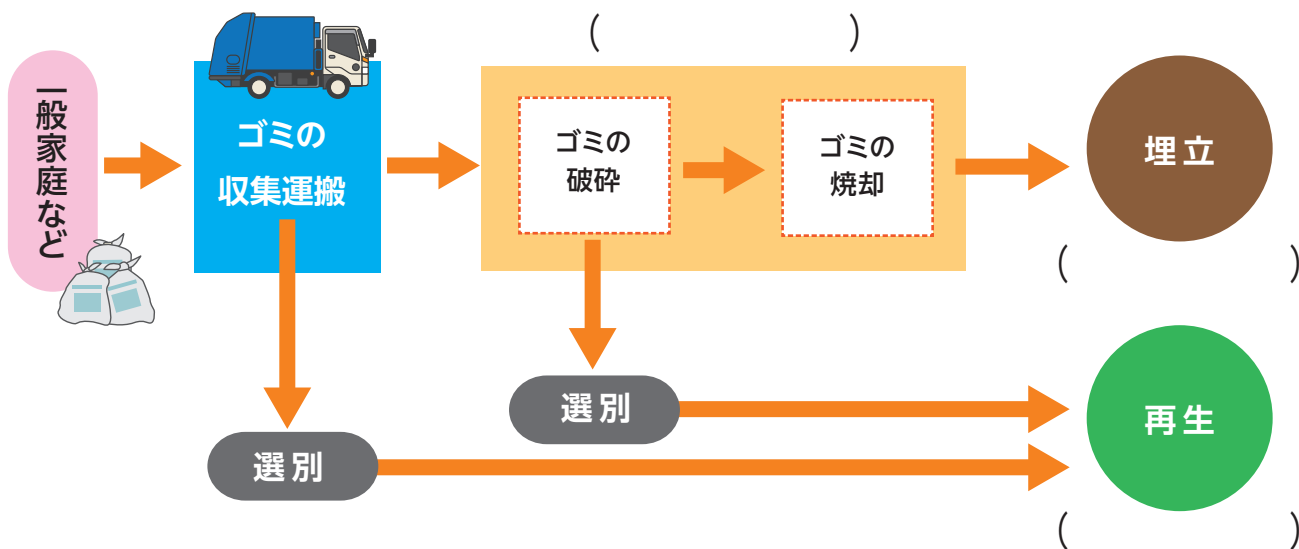 一般家庭など
ゴミの
収集運搬
(　　　　)
ゴミの
破砕
ゴミの
焼却
埋立
(　　　　)
選別
選別
再生
(　　　　)